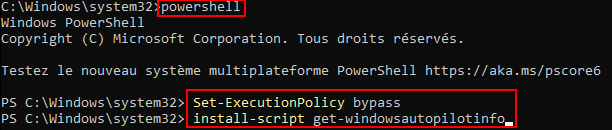 C:\Windows\system32>powershell
Windows PowerShell
Copyright (C) Microsoft Corporation. Tous droits réservés.
Testez le nouveau système multiplateforme PowerShell https://aka.ms/pscore6
PS C:\Windows\system32> Set-ExecutionPolicy bypass
PS C:\Windows\system32> install-script get-windowsautopilotinfo